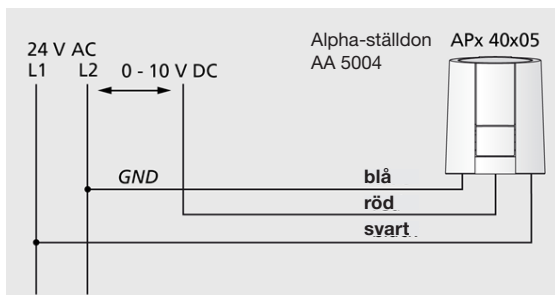 24 V AC
L1 L2 0 - 10 V DC
Alpha-ställdon APx 40x05
AA 5004
GND blå
röd
svart